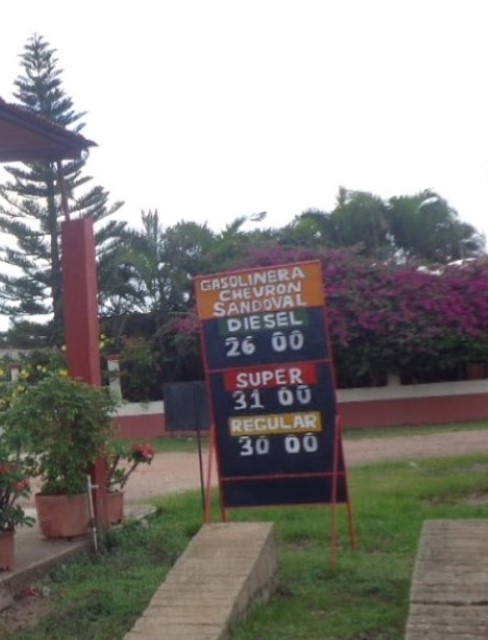 GASOLINERA
CHEVRON
SANDOVAL
DIESEL
26 00
SUPER
31 00
REGULAR
30 00